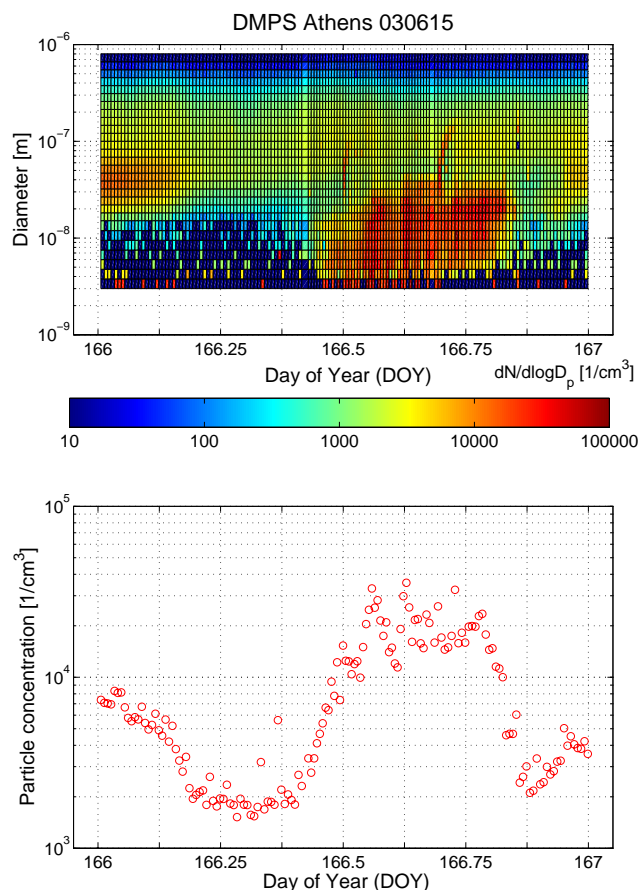 DMPS Athens 030615
10⁻⁶
10⁻⁷
10⁻⁸
10⁻⁹
Diameter [m]
166 166.25 166.5 166.75 167
Day of Year (DOY)
dN/dlogDₚ [1/cm³]
10 100 1000 10000 100000
10⁵
10⁴
10³
Particle concentration [1/cm³]
166 166.25 166.5 166.75 167
Day of Year (DOY)